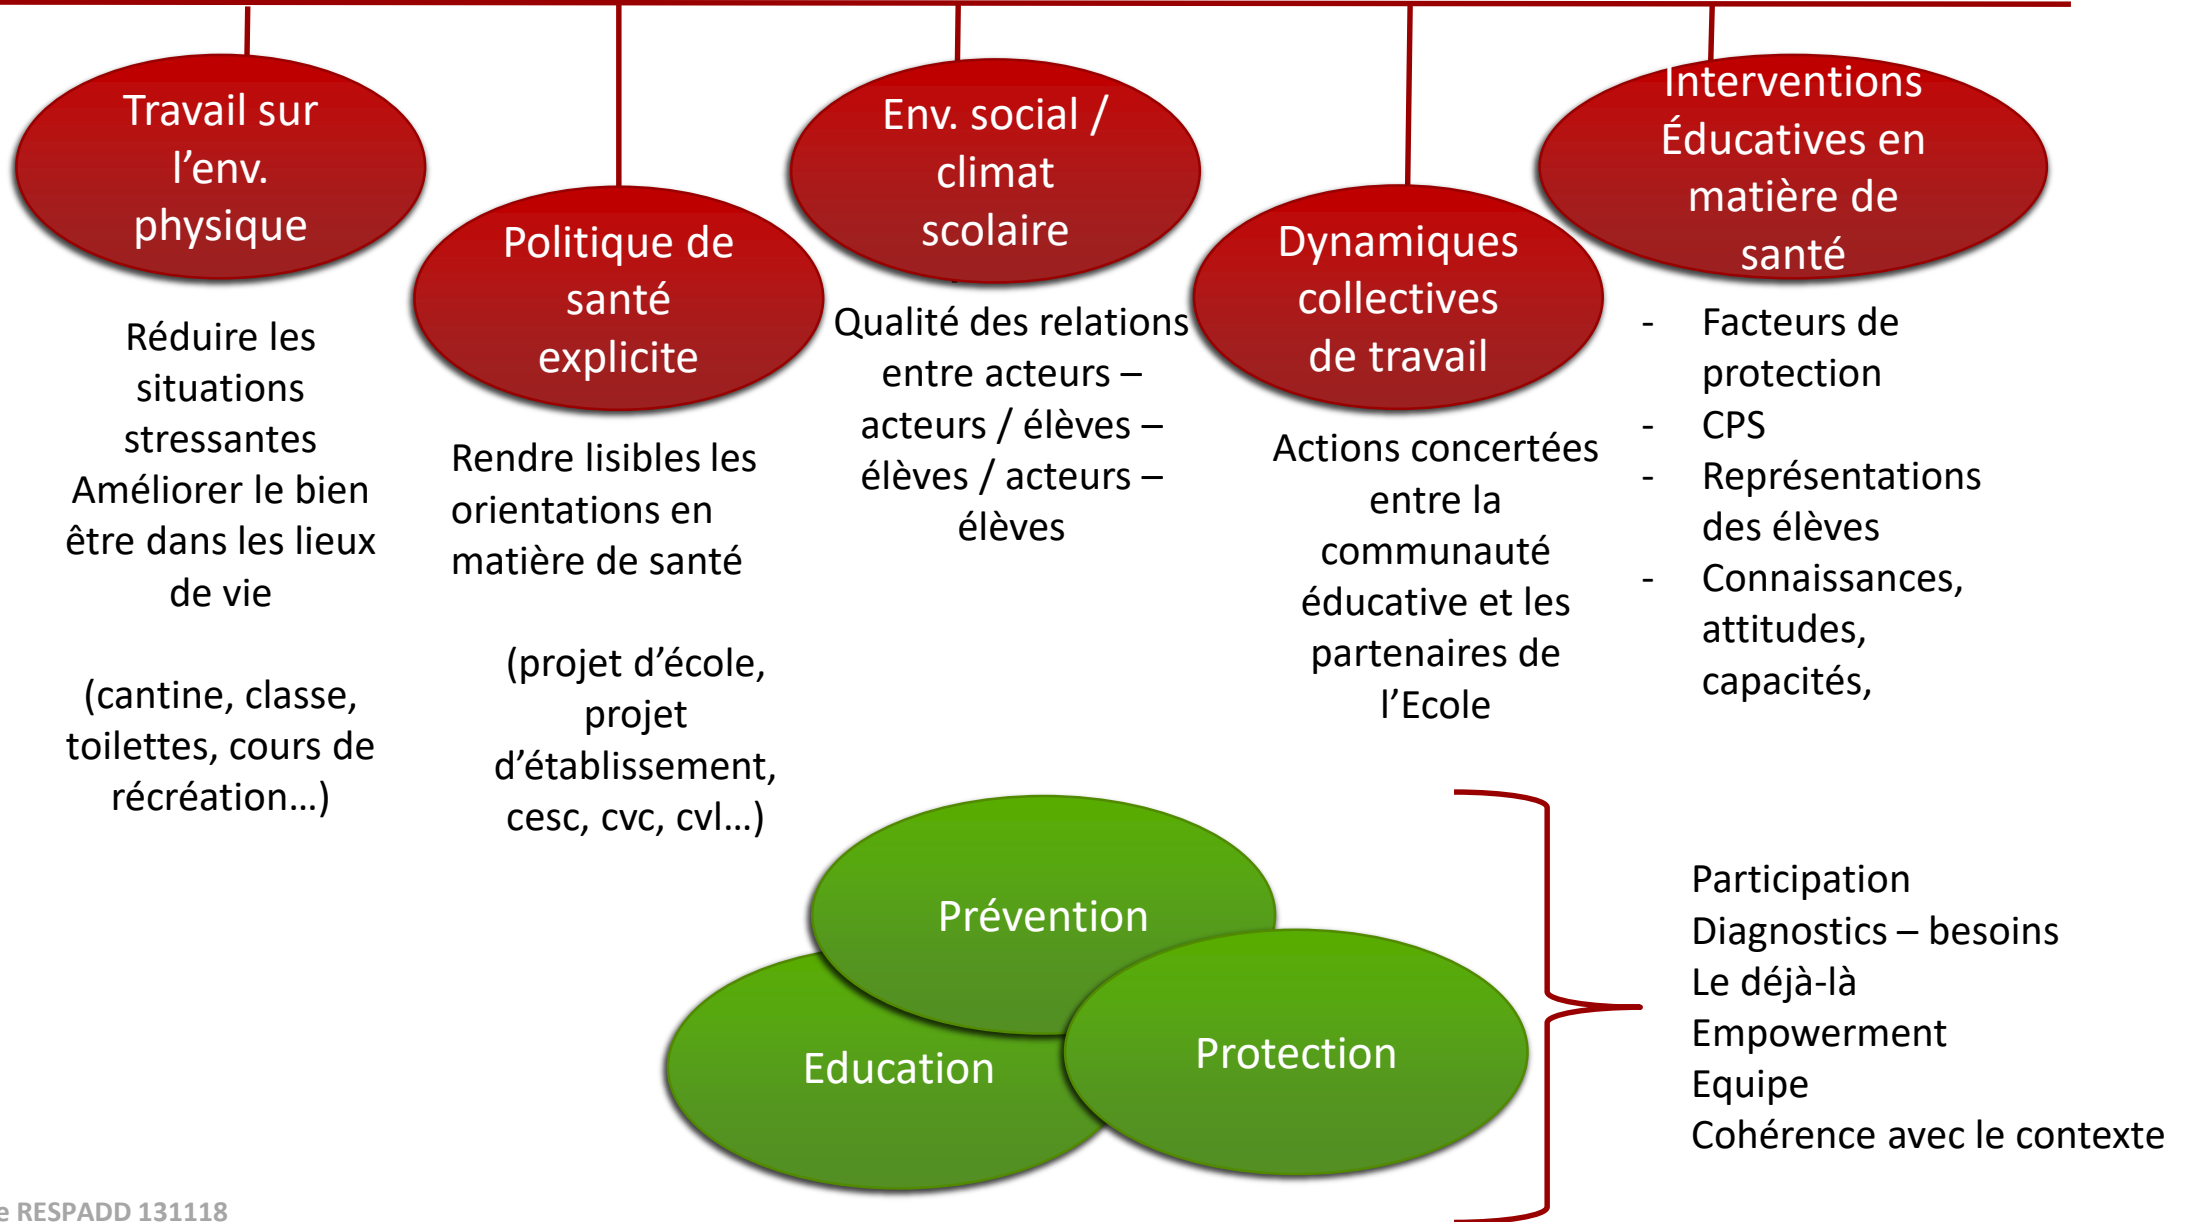 Travail sur
l’env.
physique
Réduire les
situations
stressantes
Améliorer le bien
être dans les lieux
de vie
(cantine, classe,
toilettes, cours de
récréation…)
Politique de
santé
explicite
Rendre lisibles les
orientations en
matière de santé
(projet d’école,
projet
d’établissement,
cesc, cvc, cvl…)
Env. social /
climat
scolaire
Qualité des relations
entre acteurs –
acteurs / élèves –
élèves / acteurs –
élèves
Dynamiques
collectives
de travail
Actions concertées
entre la
communauté
éducative et les
partenaires de
l’Ecole
Interventions
Éducatives en
matière de
santé
- Facteurs de
protection
- CPS
- Représentations
des élèves
- Connaissances,
attitudes,
capacités,
Prévention
Education
Protection
Participation
Diagnostics – besoins
Le déjà-là
Empowerment
Equipe
Cohérence avec le contexte
RESPADD 131118